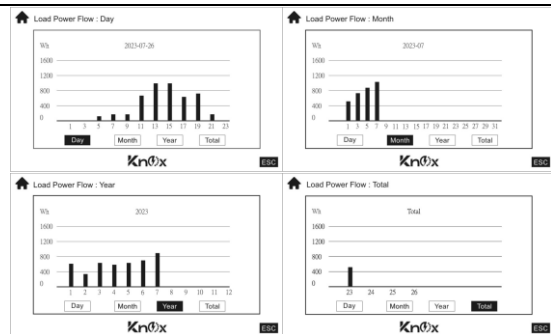 Load Power Flow : Day
Wh 2023-07-26
1600
1200
800
400
0
1 3 5 7 9 11 13 15 17 19 21 23
Day Month Year Total
Knox ESC
Load Power Flow : Month
Wh 2023-07
1600
1200
800
400
0
1 3 5 7 9 11 13 15 17 19 21 23 25 27 29 31
Day Month Year Total
Knox ESC
Load Power Flow : Year
Wh 2023
1600
1200
800
400
0
1 2 3 4 5 6 7 8 9 10 11 12
Day Month Year Total
Knox ESC
Load Power Flow : Total
Wh Total
1600
1200
800
400
0
23 24 25 26
Day Month Year Total
Knox ESC